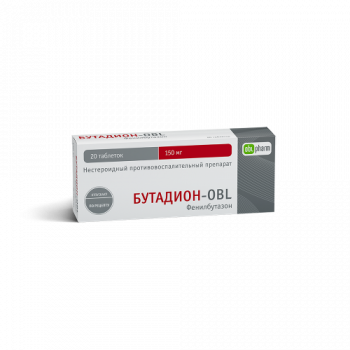 20 таблеток 150 мг
Нестероидный противовоспалительный препарат
obl pharm
БУТАДИОН-OBL
Фенилбутазон